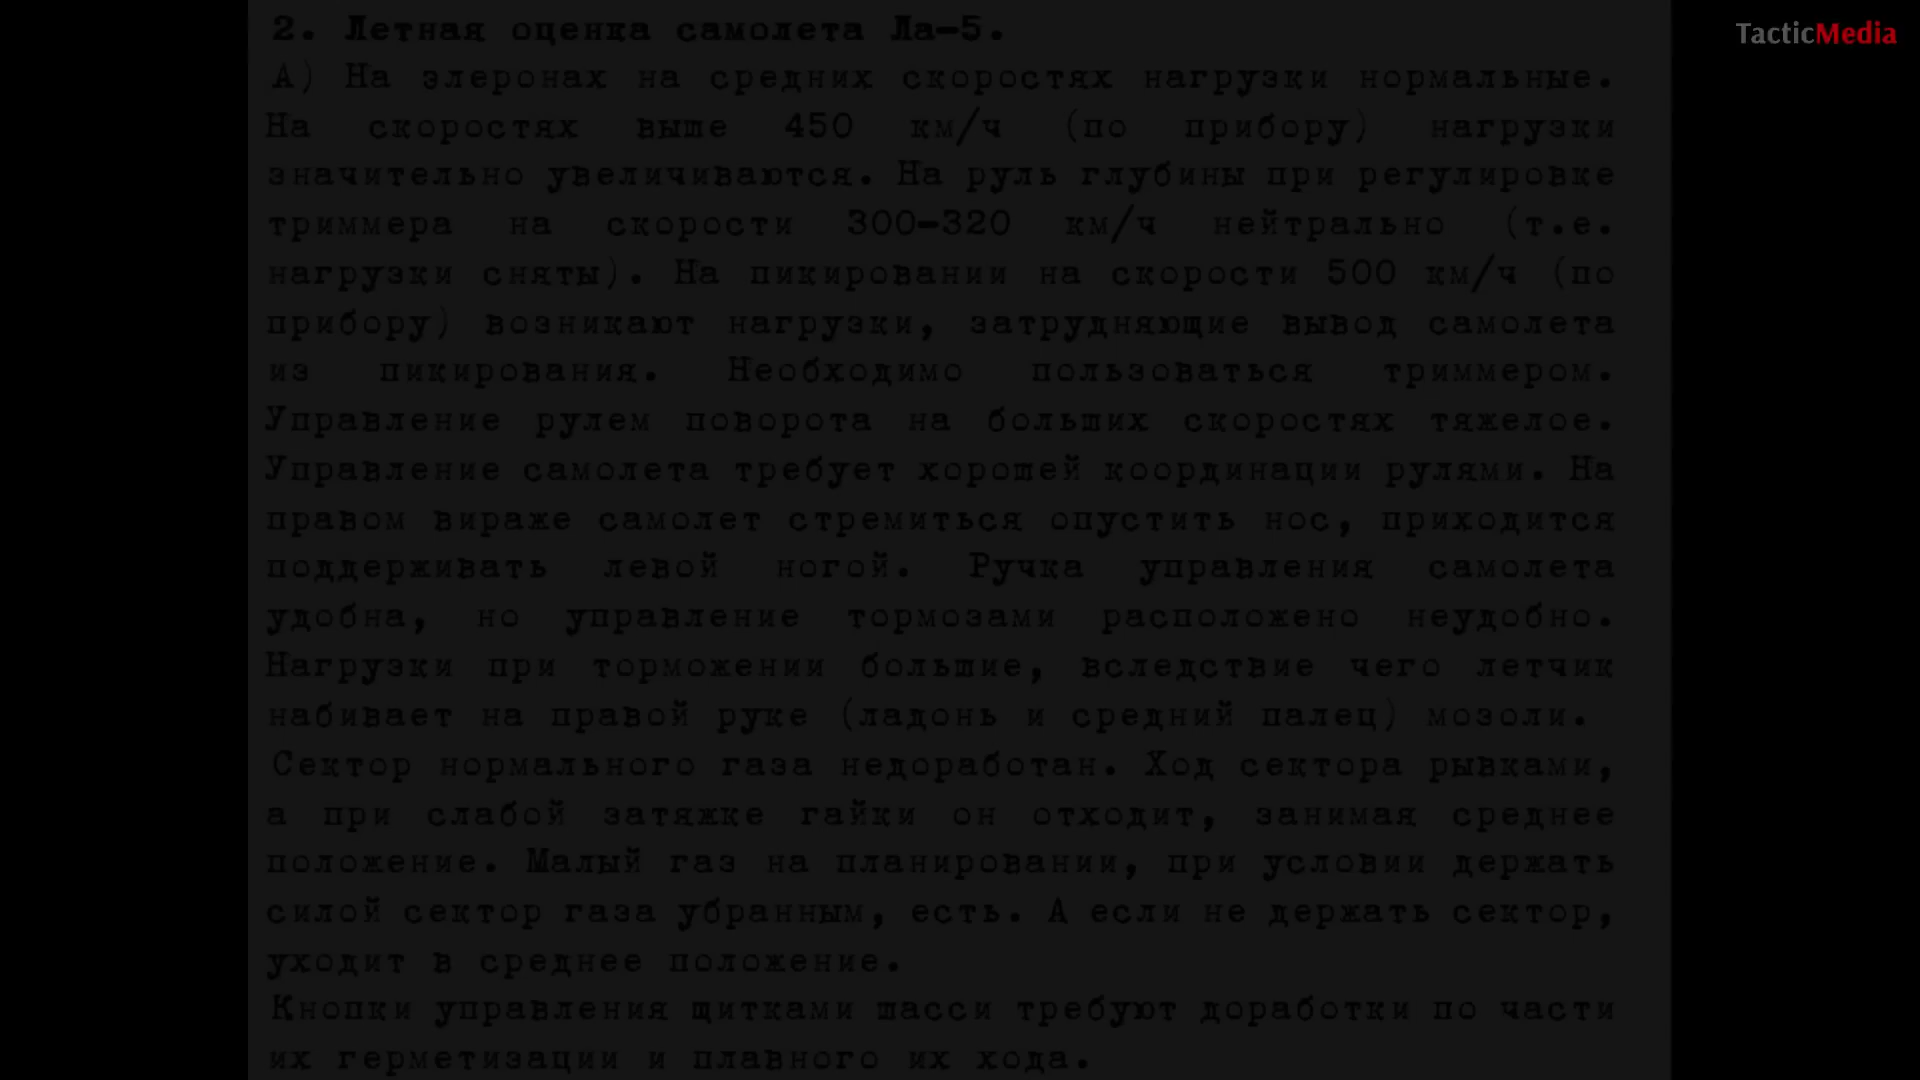 2. Летная оценка самолета Ла-5.
TacticMedia
А) На элеронах на средних скоростях нагрузки нормальные.
На скоростях выше 450 км/ч (по прибору) нагрузки
значительно увеличиваются. На руль глубины при регулировке
триммера на скорости 300-320 км/ч нейтрально (т.е.
нагрузки сняты). На пикировании на скорости 500 км/ч (по
прибору) возникают нагрузки, затрудняющие вывод самолета
из пикирования. Необходимо пользоваться триммером.
Управление рулем поворота на больших скоростях тяжелое.
Управление самолета требует хорошей координации рулями. На
правом вираже самолет стремиться опустить нос, приходится
поддерживать левой ногой. Ручка управления самолета
удобна, но управление тормозами расположено неудобно.
Нагрузки при торможении большие, вследствие чего летчик
набивает на правой руке (ладонь и средний палец) мозоли.
Сектор нормального газа недоработан. Ход сектора рывками,
а при слабой затяжке гайки он отходит, занимая среднее
положение. Малый газ на планировании, при условии держать
силой сектор газа убранным, есть. А если не держать сектор,
уходит в среднее положение.
Кнопки управления щитками шасси требуют доработки по части
их герметизации и плавного их хода.